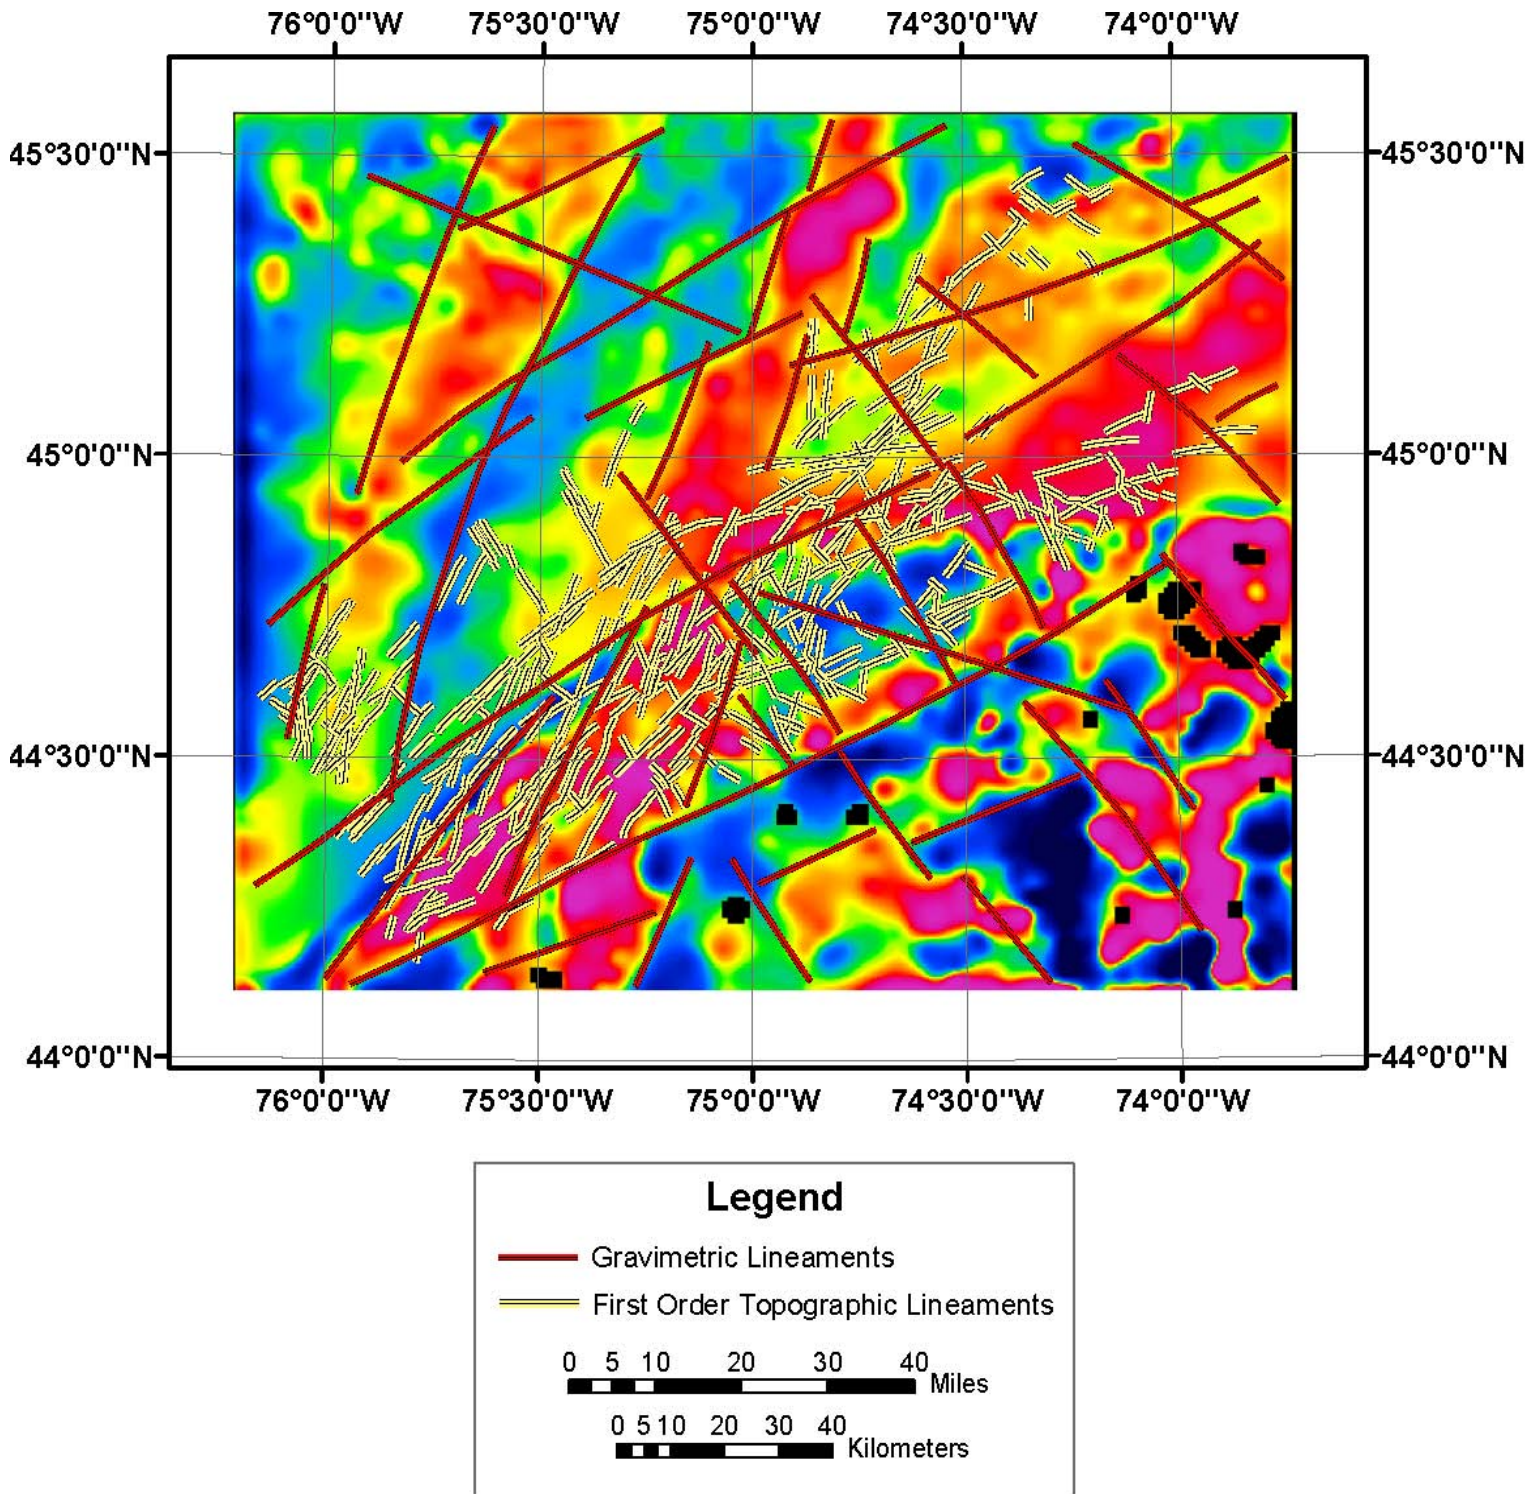 76°0'0"W 75°30'0"W 75°0'0"W 74°30'0"W 74°0'0"W
45°30'0"N 45°30'0"N
45°0'0"N 45°0'0"N
44°30'0"N 44°30'0"N
44°0'0"N 44°0'0"N
76°0'0"W 75°30'0"W 75°0'0"W 74°30'0"W 74°0'0"W
Legend
Gravimetric Lineaments
First Order Topographic Lineaments
0 5 10 20 30 40
Miles
0 5 10 20 30 40
Kilometers